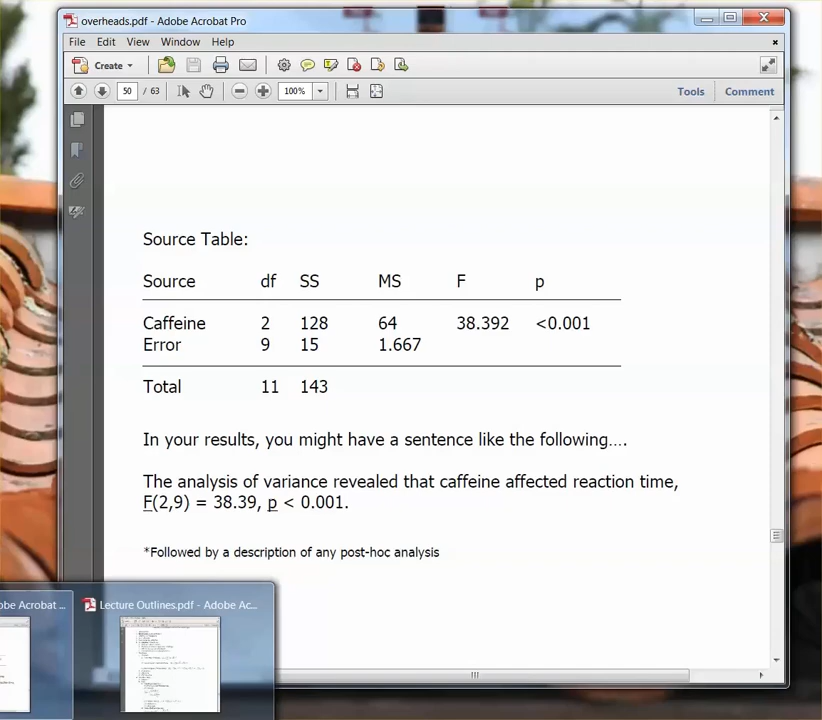 overheads.pdf - Adobe Acrobat Pro
File Edit View Window Help
Create
50 / 63 100% Tools Comment
Source Table:
Source df SS MS F p
Caffeine 2 128 64 38.392 <0.001
Error 9 15 1.667
Total 11 143
In your results, you might have a sentence like the following….
The analysis of variance revealed that caffeine affected reaction time,
F(2,9) = 38.39, p < 0.001.
*Followed by a description of any post-hoc analysis
obe Acrobat ... Lecture Outlines.pdf - Adobe Ac...